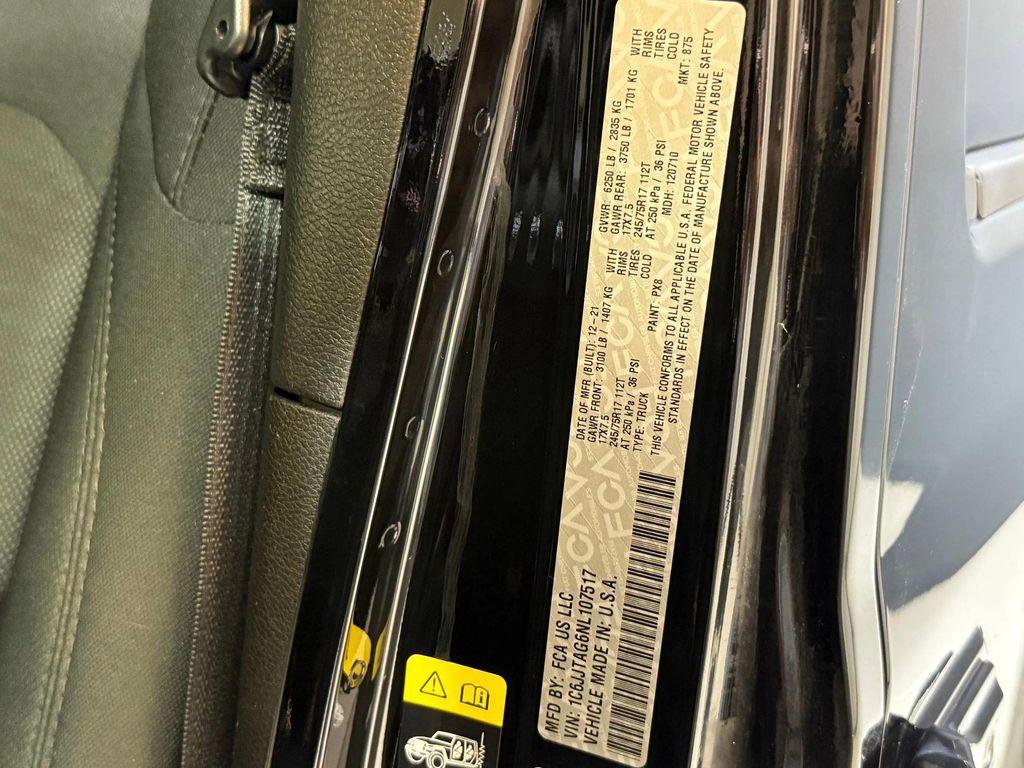 MFD BY: FCA US LLC
VIN: 1C6JJTAG6NL107517
VEHICLE MADE IN: U.S.A.
DATE OF MFR (BUILT): 12-21
GAWR FRONT: 3100 LB / 1407 KG WITH
17X7.5 RIMS
245/75R17 112T TIRES
AT 250 kPa / 36 PSI COLD
TYPE: TRUCK
GVWR: 6250 LB / 2835 KG
GAWR REAR: 3750 LB / 1701 KG WITH
17X7.5 RIMS
245/75R17 112T TIRES
AT 250 kPa / 36 PSI COLD
PAINT: PX8 MDH: 120710 MKT: 875
THIS VEHICLE CONFORMS TO ALL APPLICABLE U.S.A. FEDERAL MOTOR VEHICLE SAFETY
STANDARDS IN EFFECT ON THE DATE OF MANUFACTURE SHOWN ABOVE.